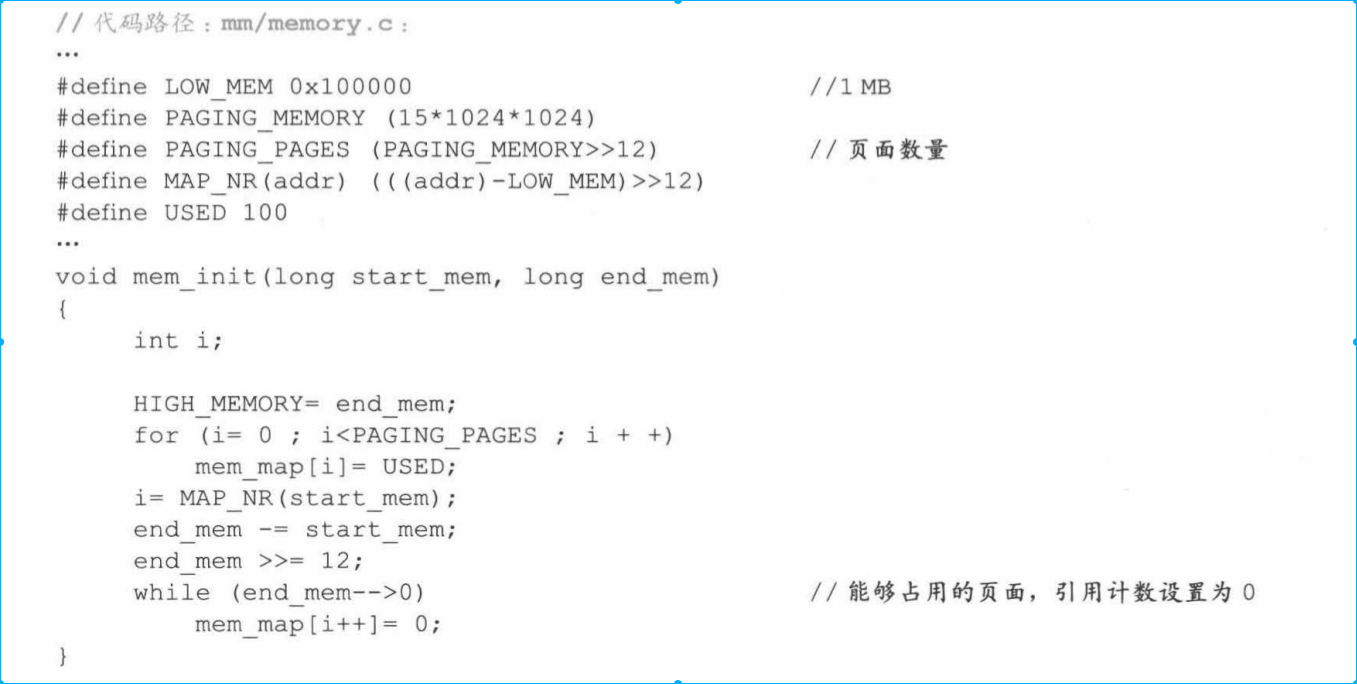 // 代码路径：mm/memory.c：
…
#define LOW_MEM 0x100000 //1 MB
#define PAGING_MEMORY (15*1024*1024)
#define PAGING_PAGES (PAGING_MEMORY>>12) // 页面数量
#define MAP_NR(addr) (((addr)-LOW_MEM)>>12)
#define USED 100
…
void mem_init(long start_mem, long end_mem)
{
int i;
HIGH_MEMORY= end_mem;
for (i= 0 ; i<PAGING_PAGES ; i + +)
mem_map[i]= USED;
i= MAP_NR(start_mem);
end_mem -= start_mem;
end_mem >>= 12;
while (end_mem-->0) // 能够占用的页面，引用计数设置为 0
mem_map[i++]= 0;
}